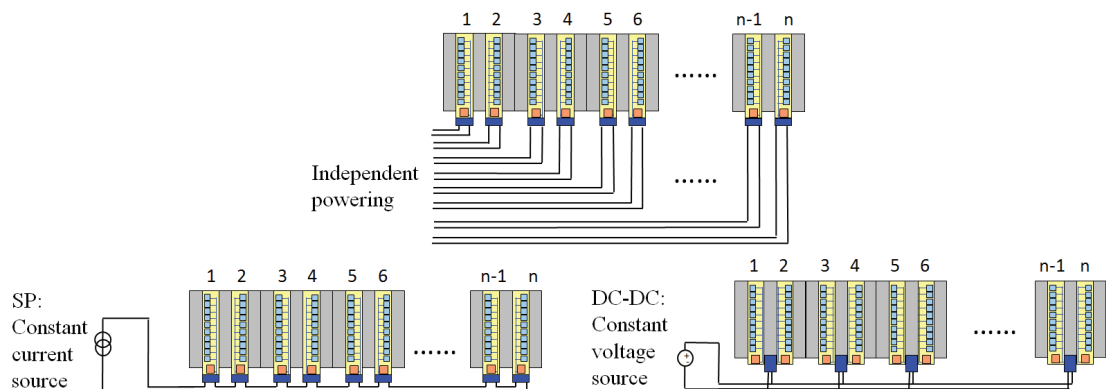 1 2 3 4 5 6 n-1 n
......
Independent
powering
......
1 2 3 4 5 6 n-1 n
SP:
Constant
current
source
......
1 2 3 4 5 6 n-1 n
DC-DC:
Constant
voltage
source
......